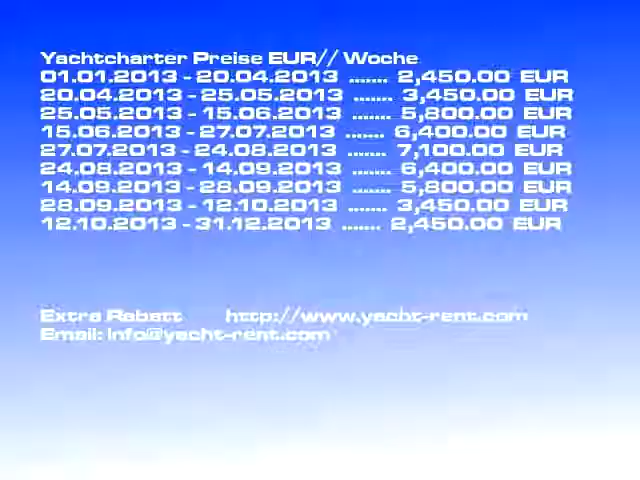 Yachtcharter Preise EUR// Woche
01.01.2013 - 20.04.2013 ....... 2,450.00 EUR
20.04.2013 - 25.05.2013 ....... 3,450.00 EUR
25.05.2013 - 15.06.2013 ....... 5,800.00 EUR
15.06.2013 - 27.07.2013 ....... 6,400.00 EUR
27.07.2013 - 24.08.2013 ....... 7,100.00 EUR
24.08.2013 - 14.09.2013 ....... 6,400.00 EUR
14.09.2013 - 28.09.2013 ....... 5,800.00 EUR
28.09.2013 - 12.10.2013 ....... 3,450.00 EUR
12.10.2013 - 31.12.2013 ....... 2,450.00 EUR
Extra Rabatt http://www.yacht-rent.com
Email: info@yacht-rent.com